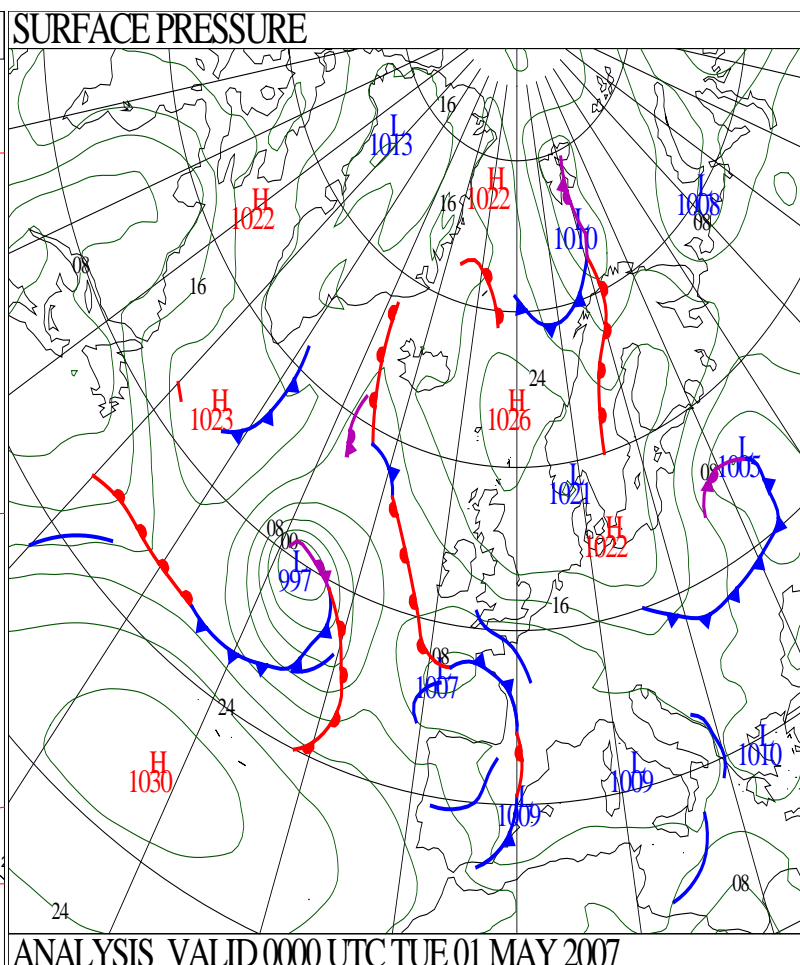 SURFACE PRESSURE
16
L
1013
H
1022
16
L
1008
08
H
1022
L
1010
08
16
24
H
1026
H
1023
L
1005
08
L
1021
H
1022
08
00
L
997
16
08
L
1007
24
H
1030
L
1009
L
1010
L
1009
08
24
ANALYSIS VALID 0000 UTC TUE 01 MAY 2007